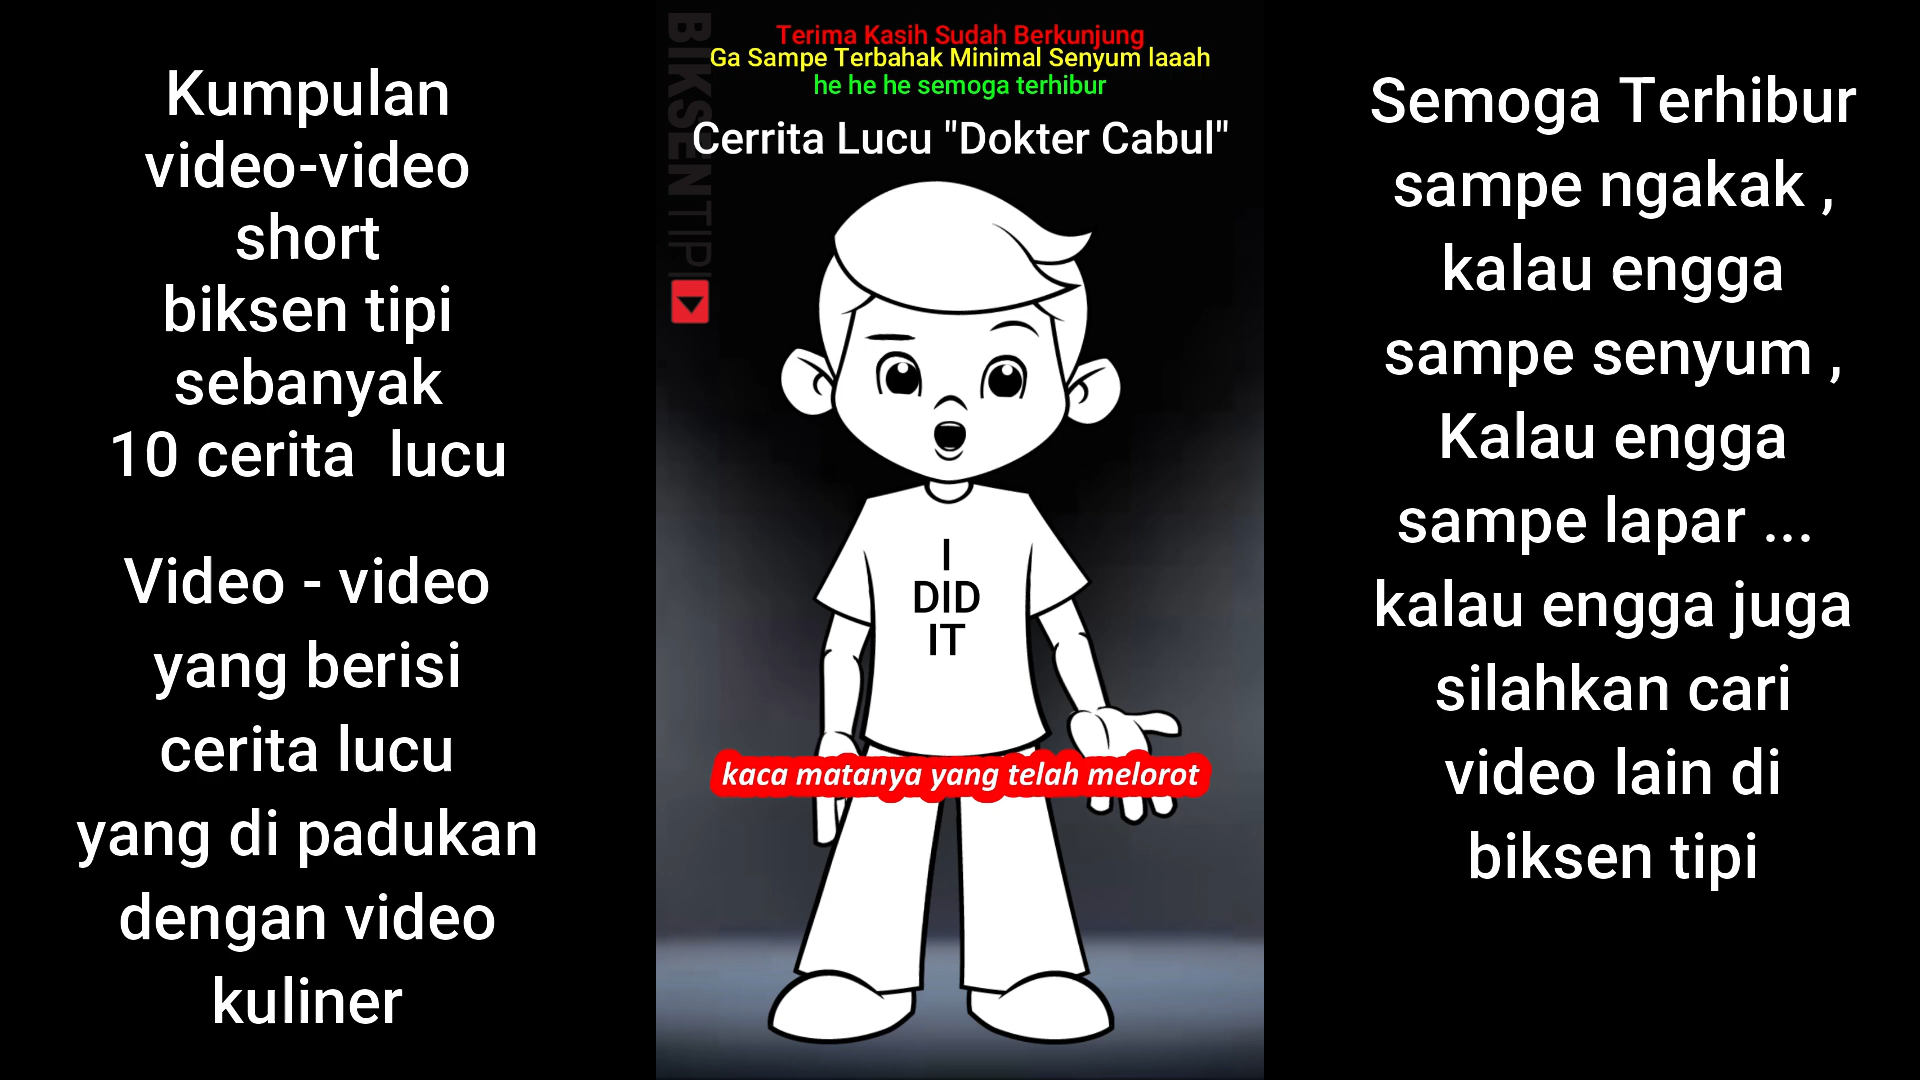 Kumpulan
video-video
short
biksen tipi
sebanyak
10 cerita lucu
Video - video
yang berisi
cerita lucu
yang di padukan
dengan video
kuliner
BIKSENTIPI
Terima Kasih Sudah Berkunjung
Ga Sampe Terbahak Minimal Senyum laaah
he he he semoga terhibur
Cerrita Lucu "Dokter Cabul"
I
DID
IT
kaca matanya yang telah melorot
Semoga Terhibur
sampe ngakak ,
kalau engga
sampe senyum ,
Kalau engga
sampe lapar ...
kalau engga juga
silahkan cari
video lain di
biksen tipi